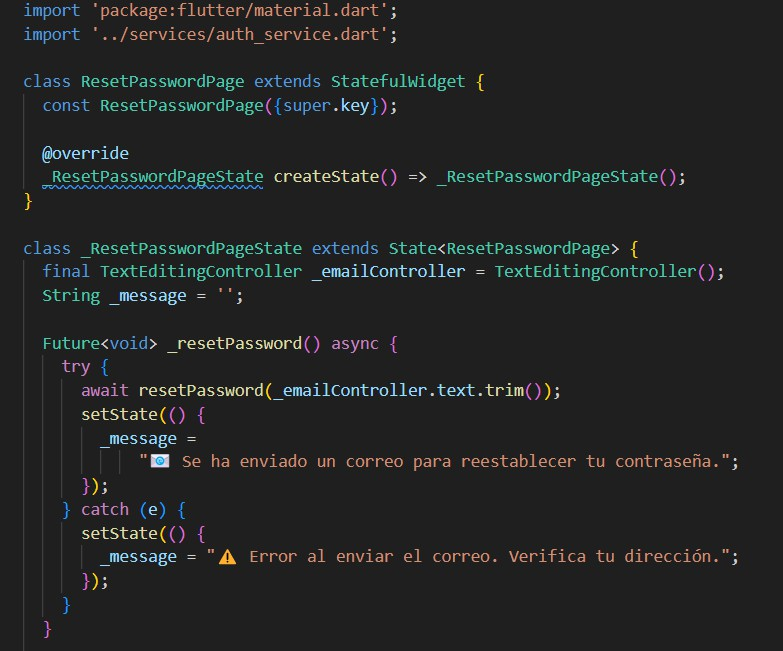 import 'package:flutter/material.dart';
import '../services/auth_service.dart';
class ResetPasswordPage extends StatefulWidget {
const ResetPasswordPage({super.key});
@override
_ResetPasswordPageState createState() => _ResetPasswordPageState();
}
class _ResetPasswordPageState extends State<ResetPasswordPage> {
final TextEditingController _emailController = TextEditingController();
String _message = '';
Future<void> _resetPassword() async {
try {
await resetPassword(_emailController.text.trim());
setState(() {
_message =
"📧 Se ha enviado un correo para reestablecer tu contraseña.";
});
} catch (e) {
setState(() {
_message = "⚠️ Error al enviar el correo. Verifica tu dirección.";
});
}
}